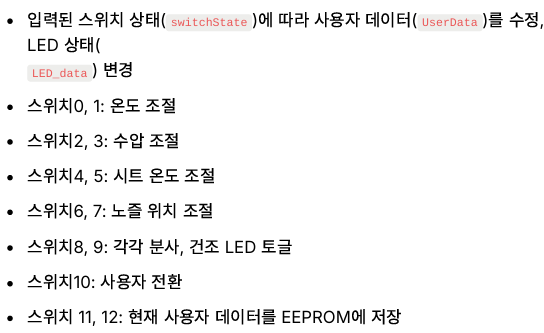 • 입력된 스위치 상태( switchState )에 따라 사용자 데이터( UserData )를 수정,
LED 상태(
LED_data ) 변경
• 스위치0, 1: 온도 조절
• 스위치2, 3: 수압 조절
• 스위치4, 5: 시트 온도 조절
• 스위치6, 7: 노즐 위치 조절
• 스위치8, 9: 각각 분사, 건조 LED 토글
• 스위치10: 사용자 전환
• 스위치 11, 12: 현재 사용자 데이터를 EEPROM에 저장